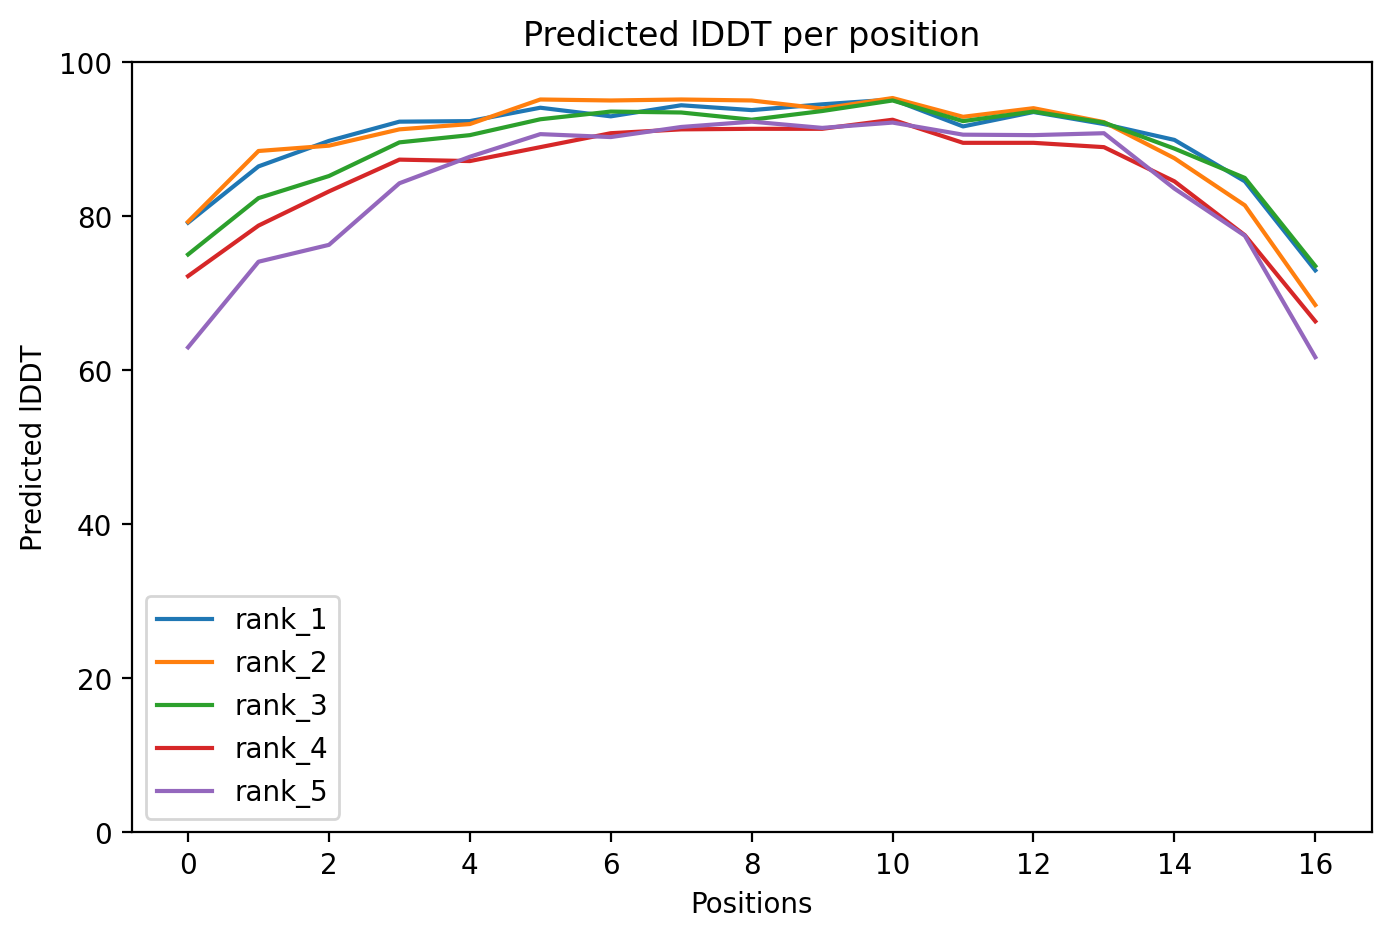 Predicted lDDT per position
100
80
60
40
20
0
Predicted lDDT
rank_1
rank_2
rank_3
rank_4
rank_5
0 2 4 6 8 10 12 14 16
Positions